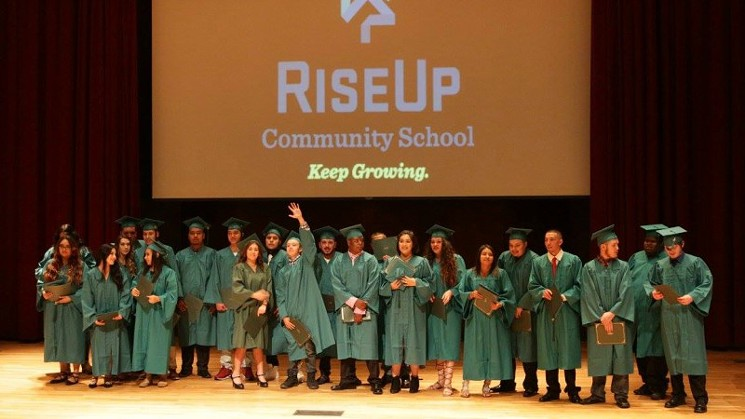 RISEUP
Community School
Keep Growing.